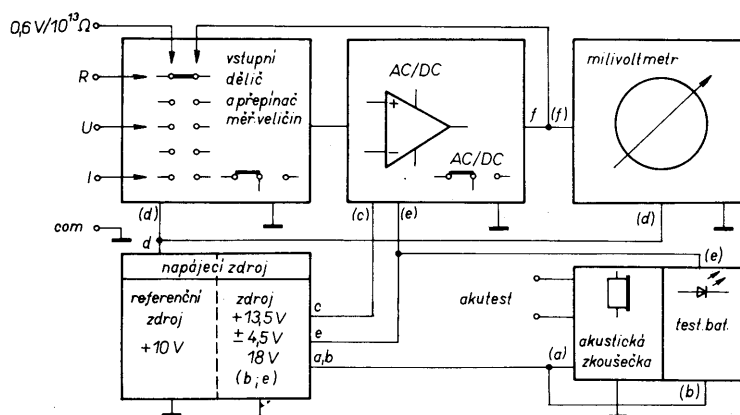 0,6 V/10¹³Ω
R
U
I
com
vstupní
dělič
a přepínač
měř. veličin
(d)
d
AC/DC
+
−
AC/DC
(c)
(e)
f
(f)
milivoltmetr
(d)
napájecí zdroj
referenční
zdroj
+10 V
zdroj
+13,5 V
± 4,5 V
18 V
(b; e)
c
e
a,b
akutest
(a)
akustická
zkoušečka
(e)
test. bat.
(b)